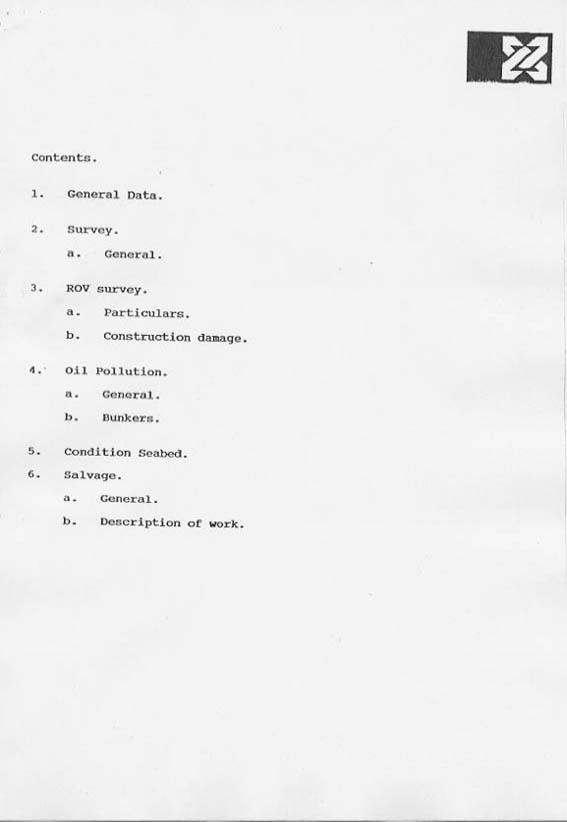 Contents.
1. General Data.
2. Survey.
a. General.
3. ROV survey.
a. Particulars.
b. Construction damage.
4. Oil Pollution.
a. General.
b. Bunkers.
5. Condition Seabed.
6. Salvage.
a. General.
b. Description of work.